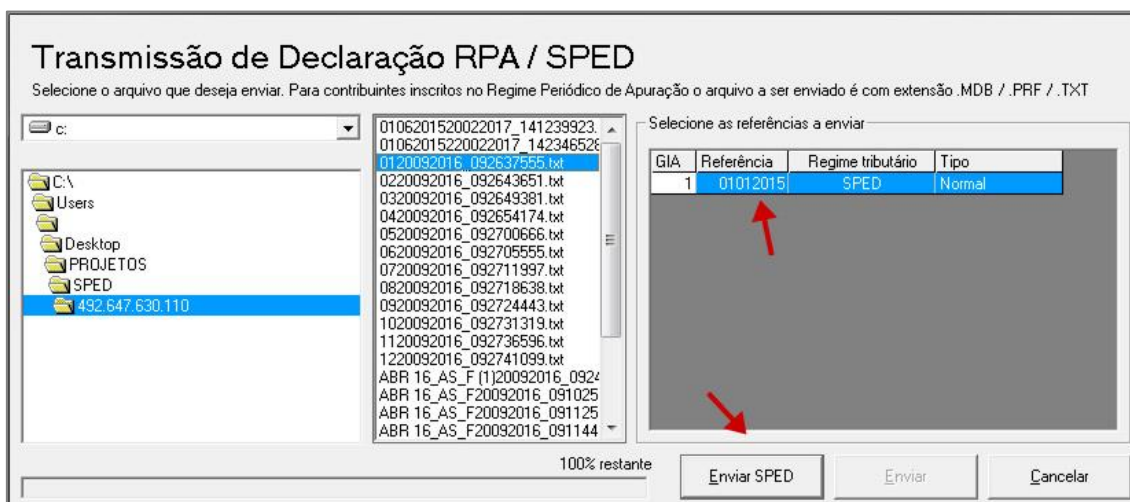 Transmissão de Declaração RPA / SPED
Selecione o arquivo que deseja enviar. Para contribuintes inscritos no Regime Periódico de Apuração o arquivo a ser enviado é com extensão .MDB / .PRF / .TXT
c:
C:\
Users
Desktop
PROJETOS
SPED
492.647.630.110
0106201520022017_141239923.
0106201520022017_142346528
0120092016_092637555.txt
0220092016_092643651.txt
0320092016_092649381.txt
0420092016_092654174.txt
0520092016_092700666.txt
0620092016_092705555.txt
0720092016_092711997.txt
0820092016_092718638.txt
0920092016_092724443.txt
1020092016_092731319.txt
1120092016_092736596.txt
1220092016_092741099.txt
ABR 16_AS_F (1)20092016_0924
ABR 16_AS_F20092016_091025
ABR 16_AS_F20092016_091125
ABR 16_AS_F20092016_091144
Selecione as referências a enviar
GIA Referência Regime tributário Tipo
1 01012015 SPED Normal
100% restante
Enviar SPED Enviar Cancelar